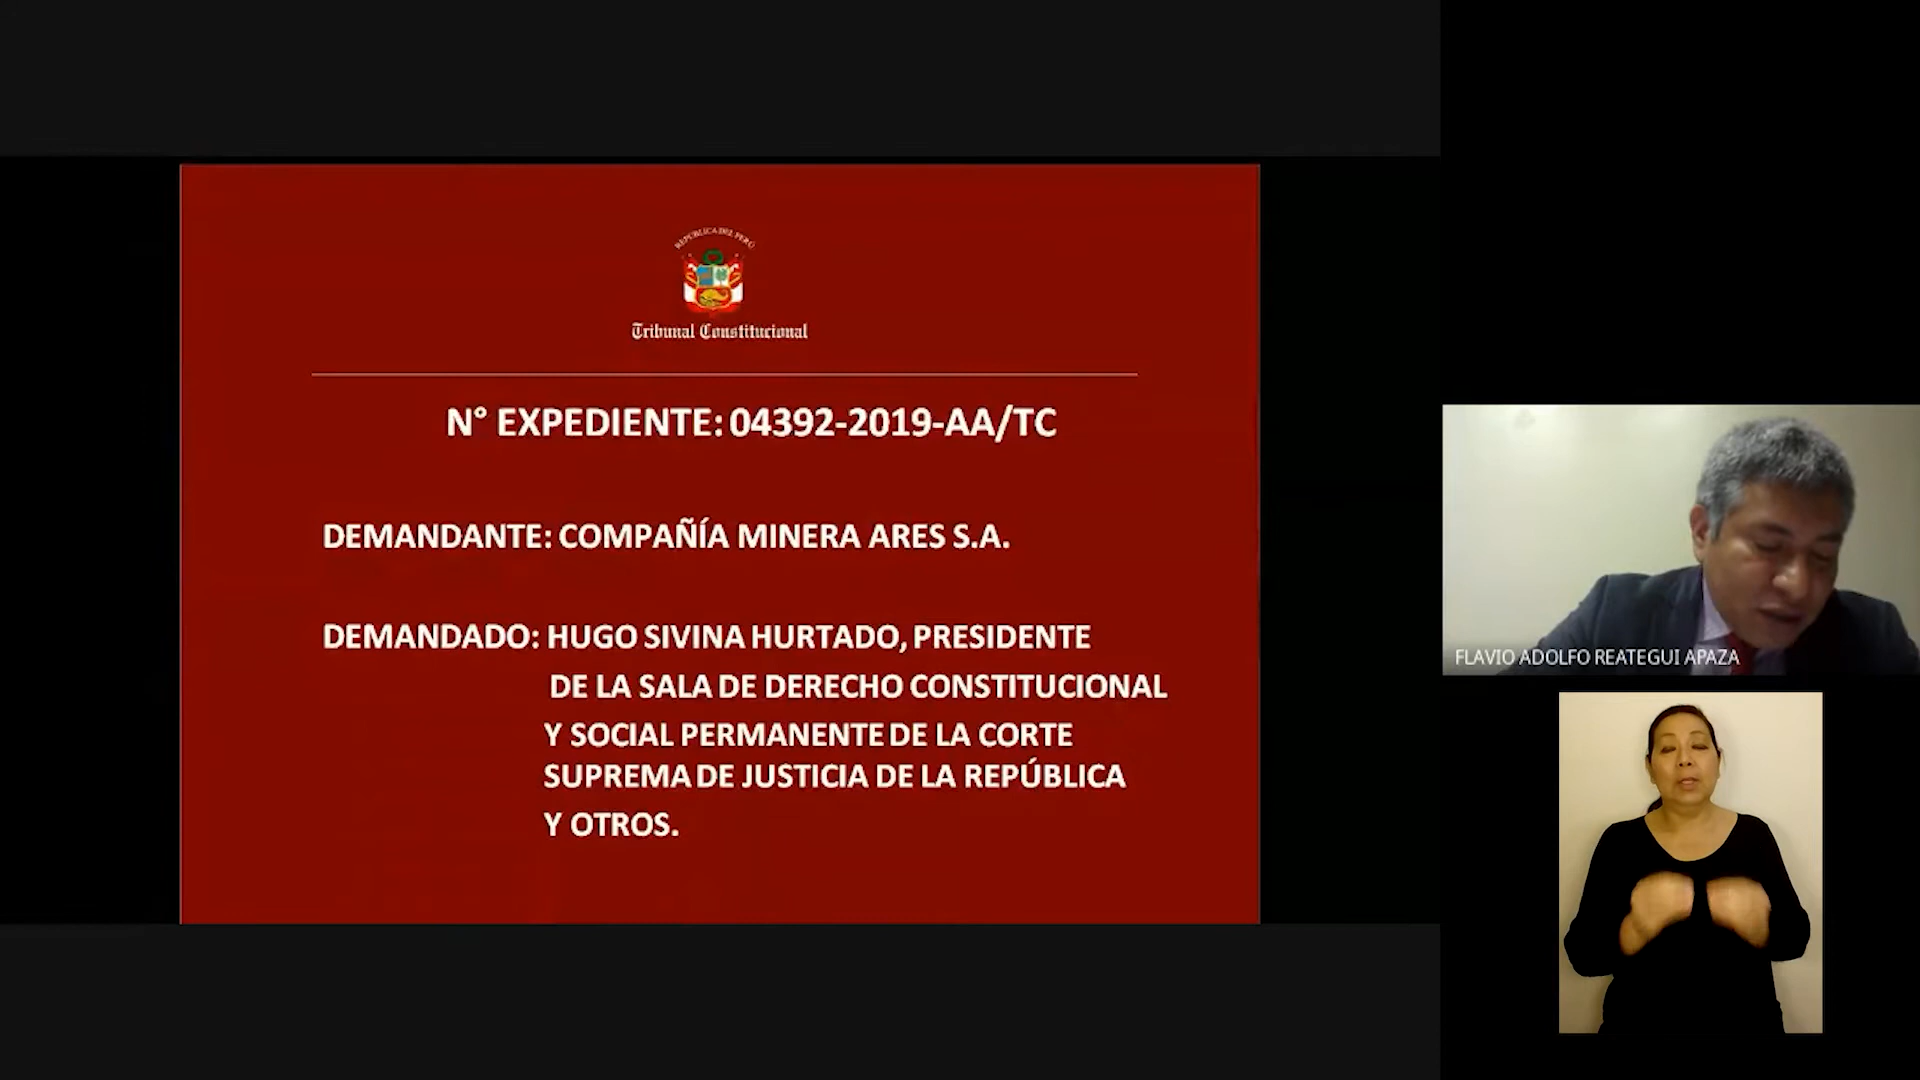 REPÚBLICA DEL PERÚ
Tribunal Constitucional
N° EXPEDIENTE: 04392-2019-AA/TC
DEMANDANTE: COMPAÑÍA MINERA ARES S.A.
DEMANDADO: HUGO SIVINA HURTADO, PRESIDENTE
DE LA SALA DE DERECHO CONSTITUCIONAL
Y SOCIAL PERMANENTE DE LA CORTE
SUPREMA DE JUSTICIA DE LA REPÚBLICA
Y OTROS.
FLAVIO ADOLFO REATEGUI APAZA